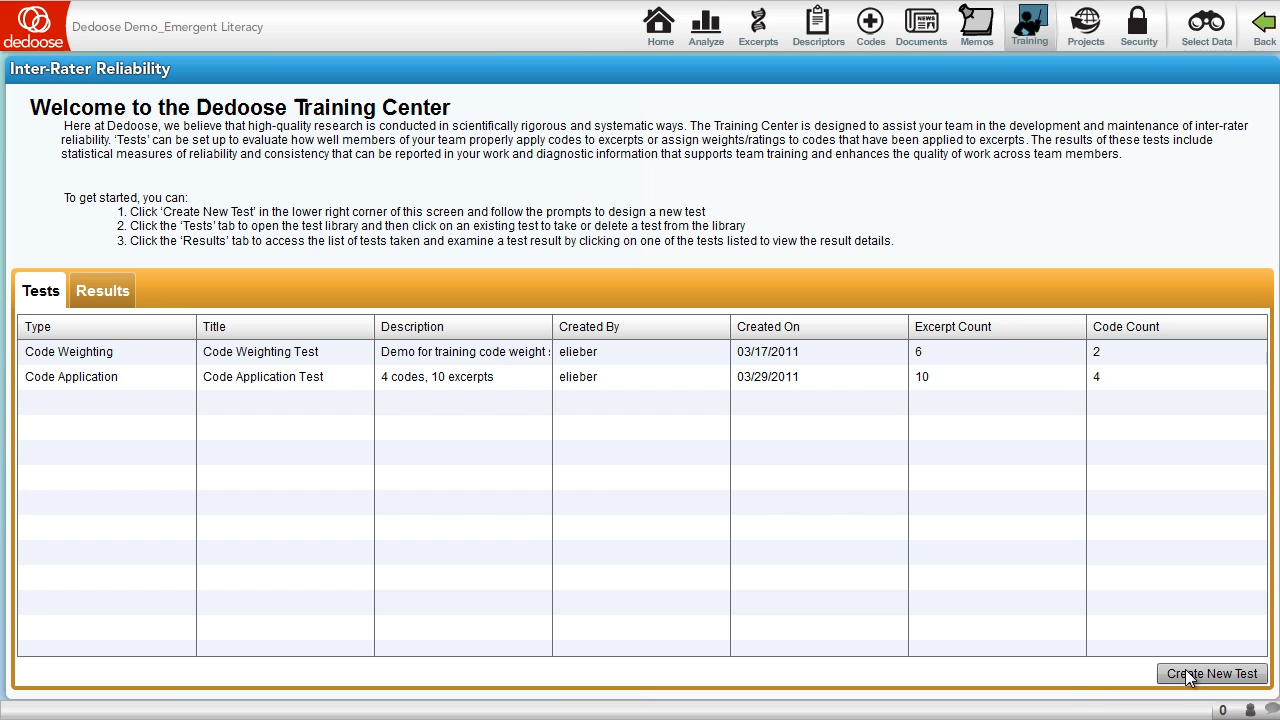 dedoose
Dedoose Demo_Emergent Literacy
Home Analyze Excerpts Descriptors Codes Documents Memos Training Projects Security Select Data Back
NEWS
Inter-Rater Reliability
Welcome to the Dedoose Training Center
Here at Dedoose, we believe that high-quality research is conducted in scientifically rigorous and systematic ways. The Training Center is designed to assist your team in the development and maintenance of inter-rater
reliability. ‘Tests’ can be set up to evaluate how well members of your team properly apply codes to excerpts or assign weights/ratings to codes that have been applied to excerpts. The results of these tests include
statistical measures of reliability and consistency that can be reported in your work and diagnostic information that supports team training and enhances the quality of work across team members.
To get started, you can:
1. Click ‘Create New Test’ in the lower right corner of this screen and follow the prompts to design a new test
2. Click the ‘Tests’ tab to open the test library and then click on an existing test to take or delete a test from the library
3. Click the ‘Results’ tab to access the list of tests taken and examine a test result by clicking on one of the tests listed to view the result details.
Tests Results
Type Title Description Created By Created On Excerpt Count Code Count
Code Weighting Code Weighting Test Demo for training code weight elieber 03/17/2011 6 2
Code Application Code Application Test 4 codes, 10 excerpts elieber 03/29/2011 10 4
Create New Test
0